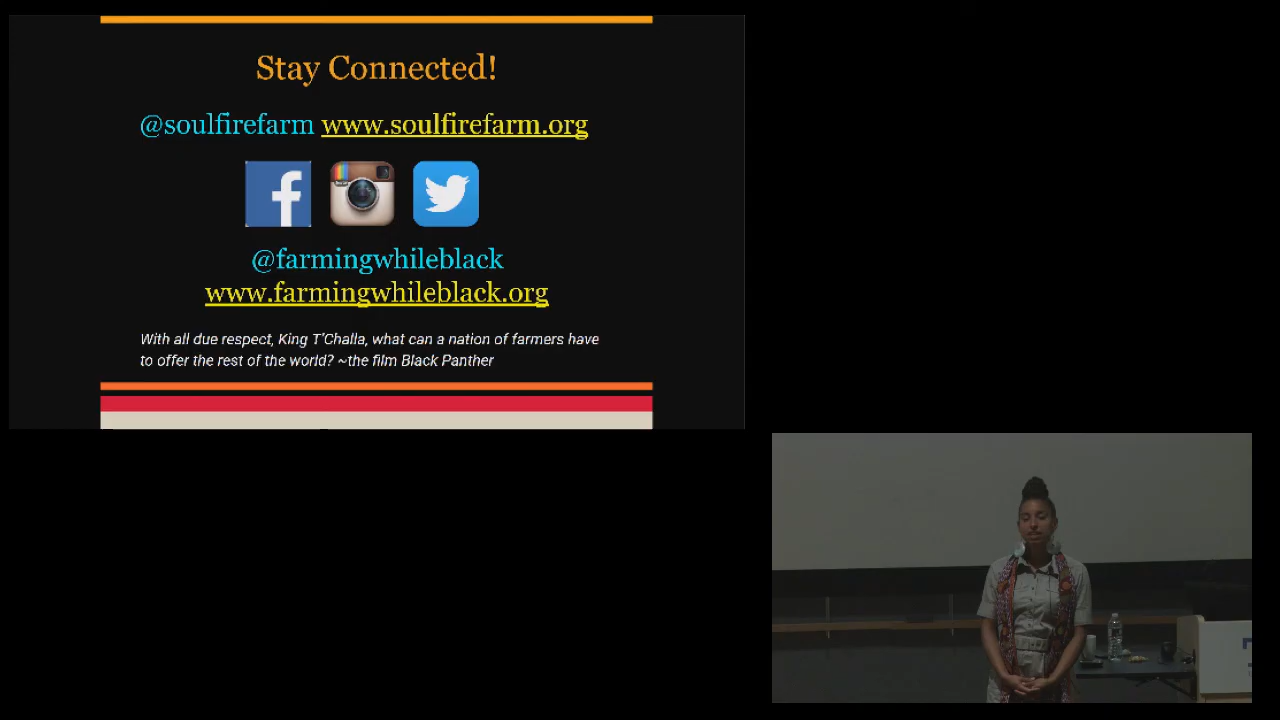 Stay Connected!
@soulfirefarm www.soulfirefarm.org
@farmingwhileblack
www.farmingwhileblack.org
With all due respect, King T'Challa, what can a nation of farmers have
to offer the rest of the world? ~the film Black Panther